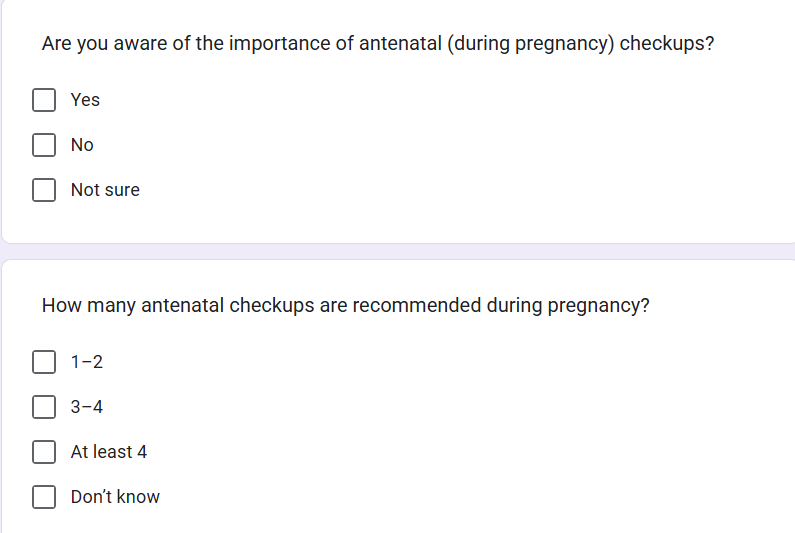 Are you aware of the importance of antenatal (during pregnancy) checkups?
Yes
No
Not sure
How many antenatal checkups are recommended during pregnancy?
1–2
3–4
At least 4
Don’t know